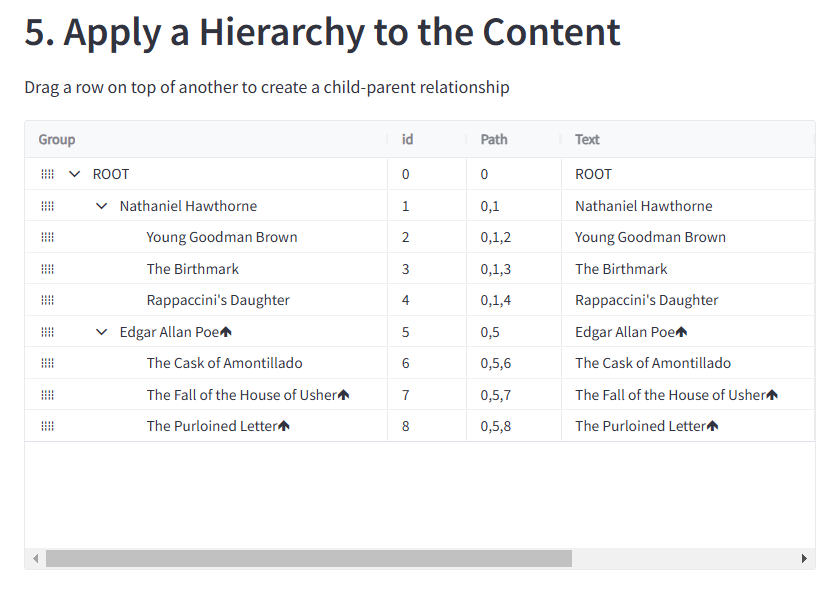 5. Apply a Hierarchy to the Content
Drag a row on top of another to create a child-parent relationship
Group id Path Text
ROOT 0 0 ROOT
Nathaniel Hawthorne 1 0,1 Nathaniel Hawthorne
Young Goodman Brown 2 0,1,2 Young Goodman Brown
The Birthmark 3 0,1,3 The Birthmark
Rappaccini's Daughter 4 0,1,4 Rappaccini's Daughter
Edgar Allan Poe🡹 5 0,5 Edgar Allan Poe🡹
The Cask of Amontillado 6 0,5,6 The Cask of Amontillado
The Fall of the House of Usher🡹 7 0,5,7 The Fall of the House of Usher🡹
The Purloined Letter🡹 8 0,5,8 The Purloined Letter🡹